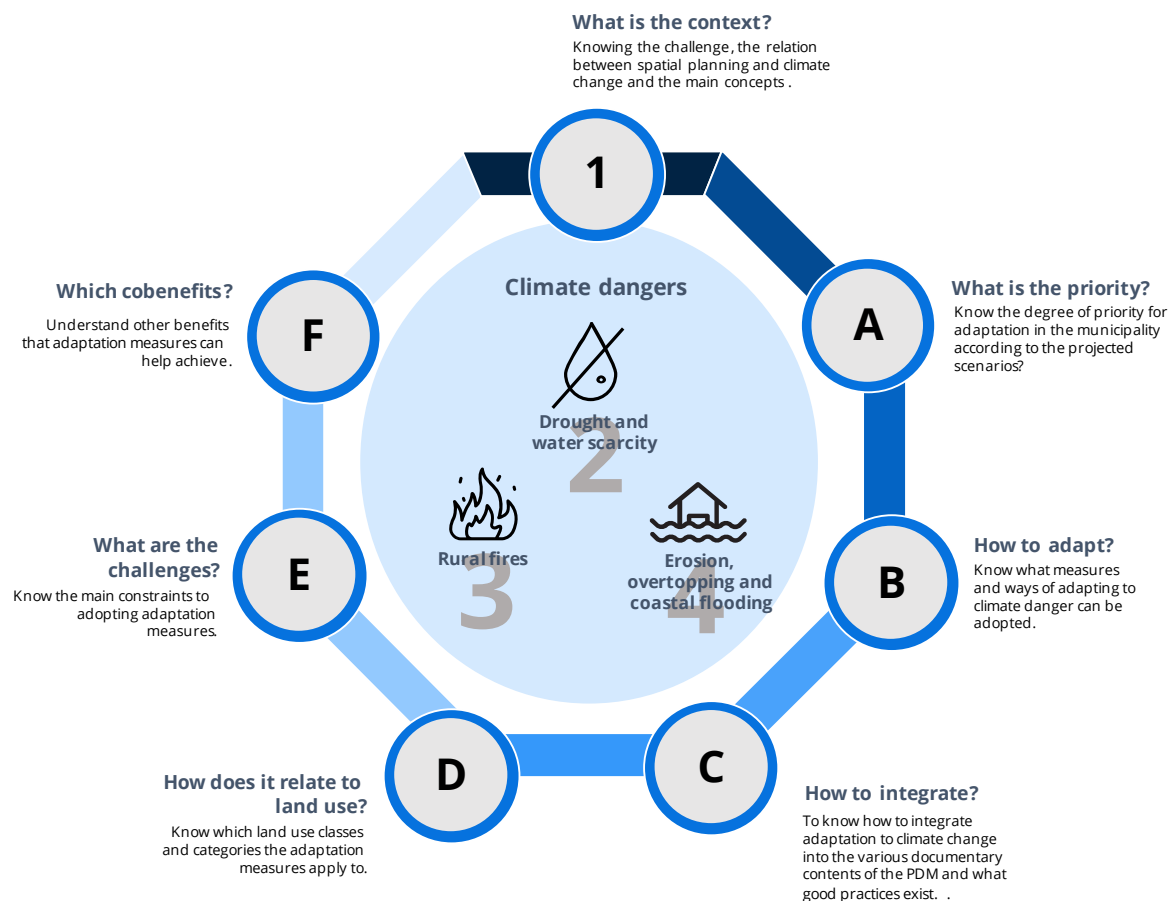 What is the context?
Knowing the challenge, the relation
between spatial planning and climate
change and the main concepts .
1
A
What is the priority?
Know the degree of priority for
adaptation in the municipality
according to the projected
scenarios?
B
How to adapt?
Know what measures
and ways of adapting to
climate danger can be
adopted.
C
How to integrate?
To know how to integrate
adaptation to climate change
into the various documentary
contents of the PDM and what
good practices exist. .
D
How does it relate to
land use?
Know which land use classes
and categories the adaptation
measures apply to.
E
What are the
challenges?
Know the main constraints to
adopting adaptation
measures.
F
Which cobenefits?
Understand other benefits
that adaptation measures can
help achieve.
Climate dangers
Drought and
water scarcity
2
Rural fires
3
Erosion,
overtopping and
coastal flooding
4